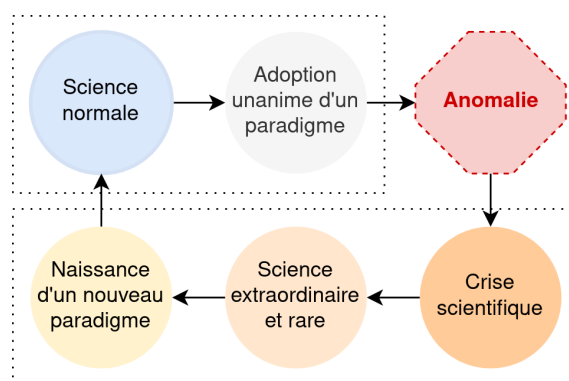 Science
normale
Adoption
unanime d'un
paradigme
Anomalie
Naissance
d'un nouveau
paradigme
Science
extraordinaire
et rare
Crise
scientifique